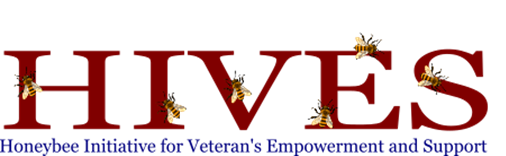 HIVES
Honeybee Initiative for Veteran's Empowerment and Support